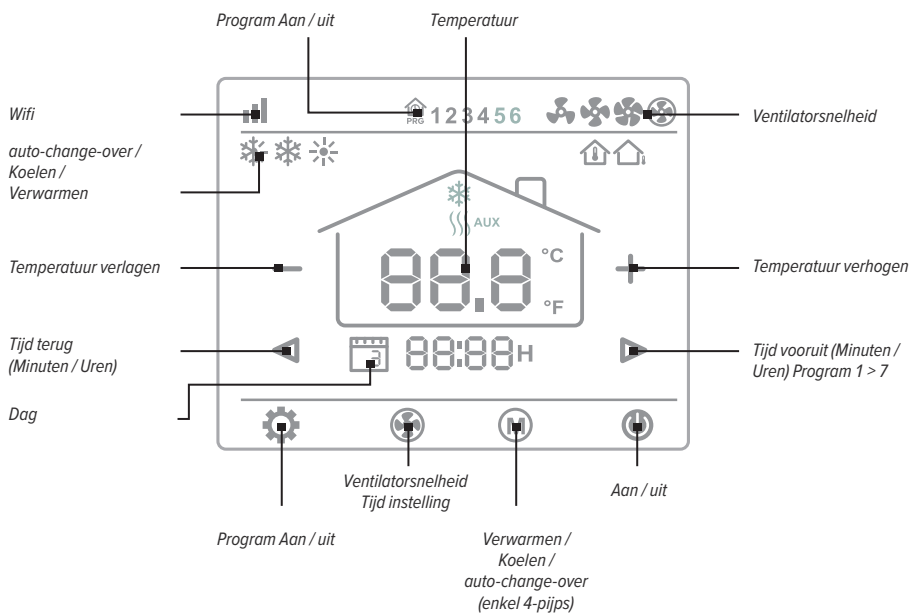 Program Aan / uit
Temperatuur
Wifi
PRG 1 2 3 4 5 6
Ventilatorsnelheid
auto-change-over /
Koelen /
Verwarmen
AUX
Temperatuur verlagen
88.8 °C
°F
Temperatuur verhogen
Tijd terug
(Minuten / Uren)
3
88:88 H
Tijd vooruit (Minuten /
Uren) Program 1 > 7
Dag
M
Ventilatorsnelheid
Tijd instelling
Aan / uit
Program Aan / uit
Verwarmen /
Koelen /
auto-change-over
(enkel 4-pijps)